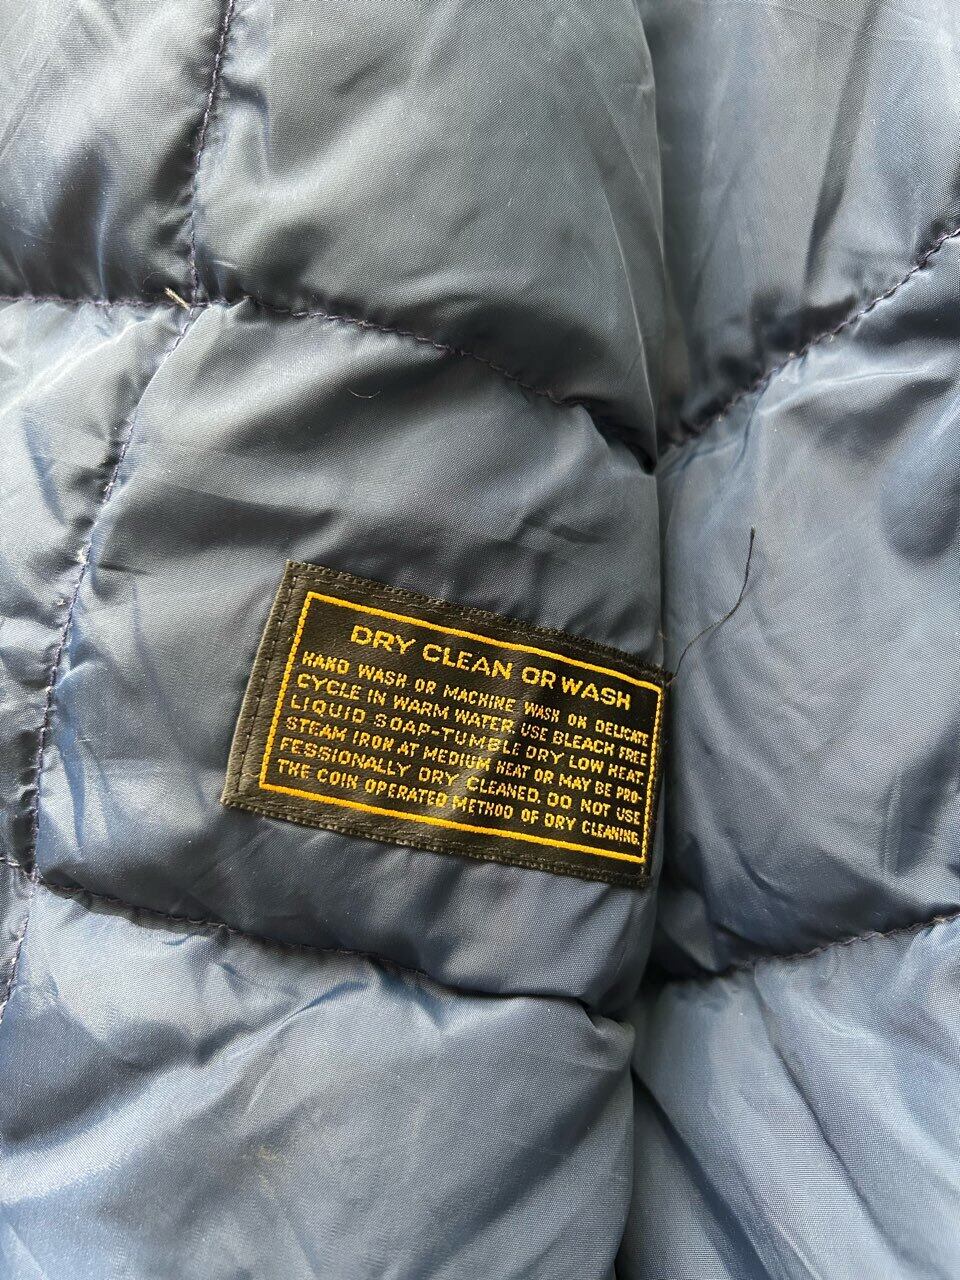 DRY CLEAN OR WASH
HAND WASH OR MACHINE WASH ON DELICATE
CYCLE IN WARM WATER. USE BLEACH FREE
LIQUID SOAP-TUMBLE DRY LOW HEAT.
STEAM IRON AT MEDIUM HEAT OR MAY BE PRO-
FESSIONALLY DRY CLEANED. DO NOT USE
THE COIN OPERATED METHOD OF DRY CLEANING.